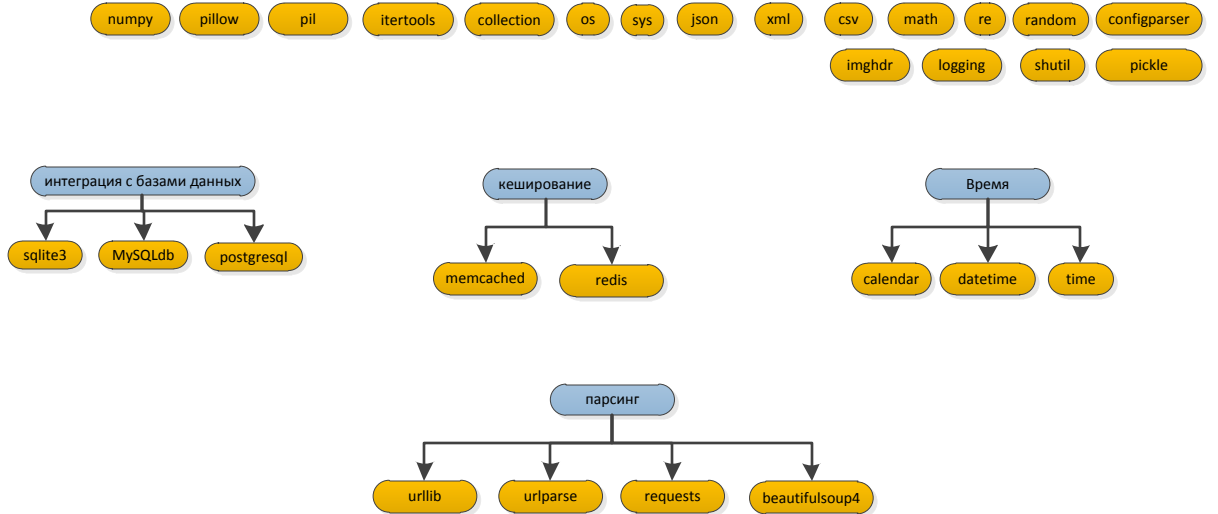 numpy pillow pil itertools collection os sys json xml csv math re random configparser
imghdr logging shutil pickle
интеграция с базами данных кеширование Время
sqlite3 MySQLdb postgresql memcached redis calendar datetime time
парсинг
urllib urlparse requests beautifulsoup4